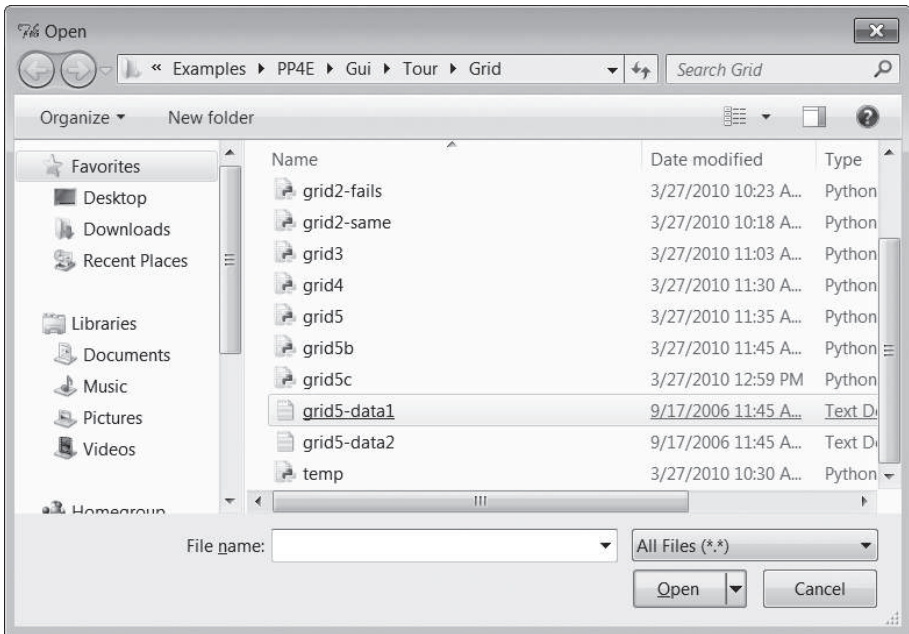 Open
« Examples PP4E Gui Tour Grid Search Grid
Organize New folder
Favorites
Desktop
Downloads
Recent Places
Libraries
Documents
Music
Pictures
Videos
Homegroup
Name Date modified Type
grid2-fails 3/27/2010 10:23 A... Python
grid2-same 3/27/2010 10:18 A... Python
grid3 3/27/2010 11:03 A... Python
grid4 3/27/2010 11:30 A... Python
grid5 3/27/2010 11:35 A... Python
grid5b 3/27/2010 11:45 A... Python
grid5c 3/27/2010 12:59 PM Python
grid5-data1 9/17/2006 11:45 A... Text D
grid5-data2 9/17/2006 11:45 A... Text D
temp 3/27/2010 10:30 A... Python
File name: All Files (*.*)
Open Cancel